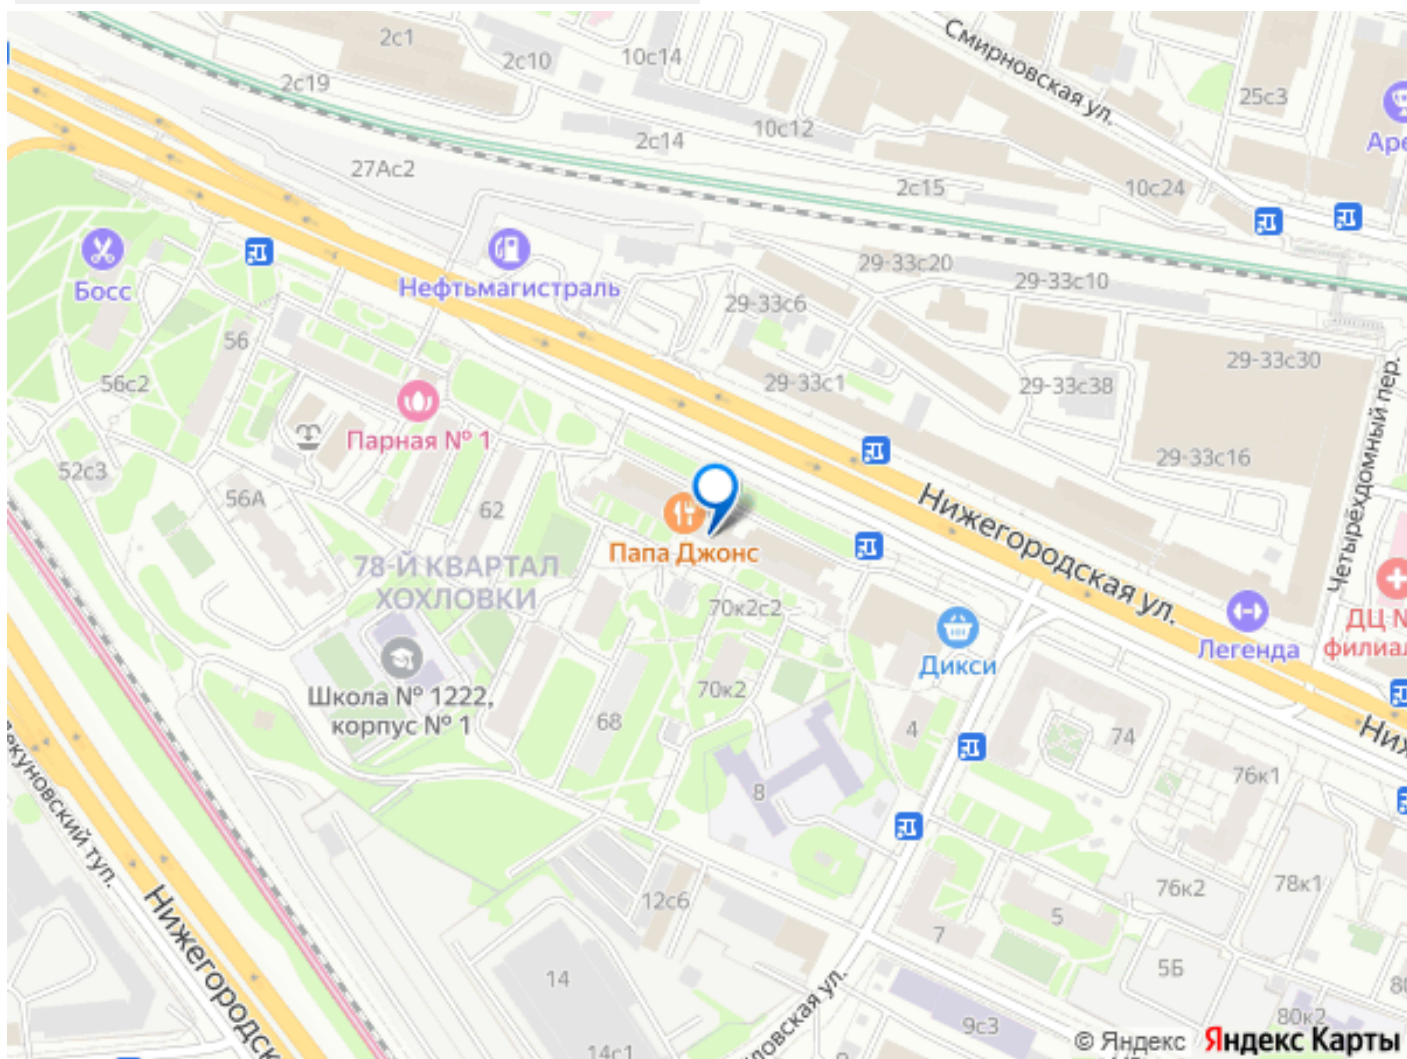 2с1
Смирновская ул.
2с10
10с14
2с19
25с3
10с12
2с14
27Ас2
2с15
10с24
29-33с20
Босс
Нефтьмагистраль
29-33с10
29-33с6
56
29-33с30
56с2
29-33с1
29-33с38
Парная № 1
29-33с16
52с3
56А
62
Четырёхдомный пер.
Нижегородская ул.
Папа Джонс
78-Й КВАРТАЛ
ХОХЛОВКИ
70к2с2
Легенда
ДЦ №
Дикси
70к2
Школа № 1222,
корпус № 1
68
4
74
76к1
8
76к2
78к1
12с6
5
7
14
5Б
9с3
80к2
14с1
© Яндекс
Яндекс Карты